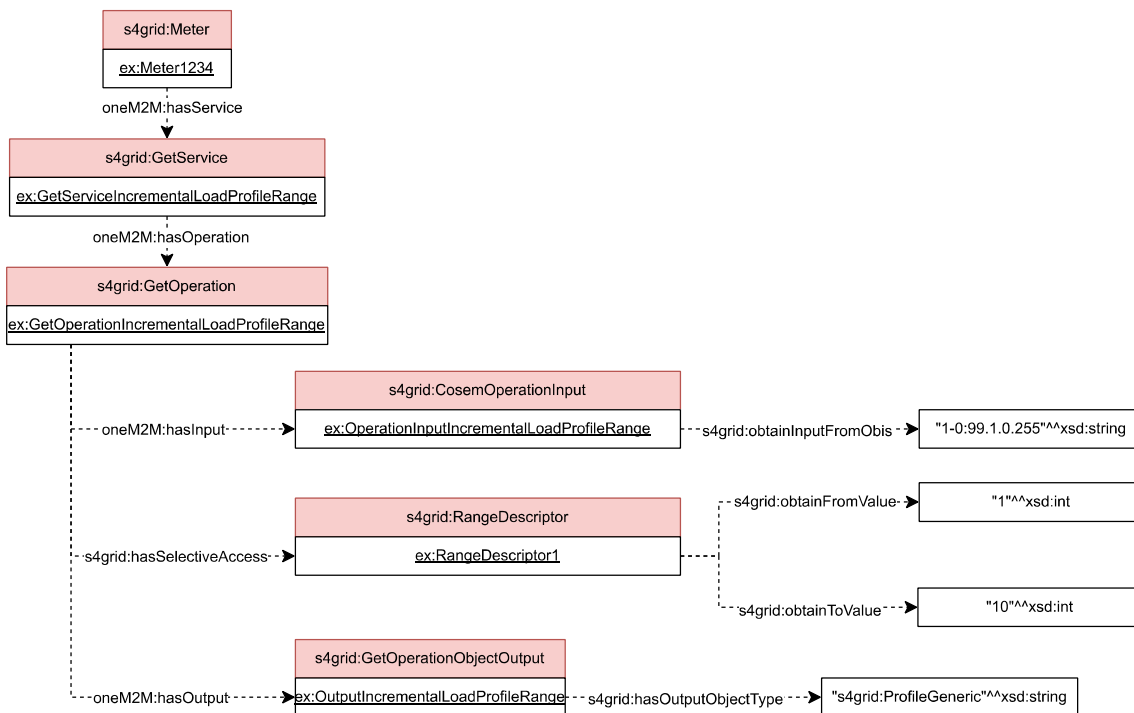 s4grid:Meter
ex:Meter1234
oneM2M:hasService
s4grid:GetService
ex:GetServiceIncrementalLoadProfileRange
oneM2M:hasOperation
s4grid:GetOperation
ex:GetOperationIncrementalLoadProfileRange
s4grid:CosemOperationInput
oneM2M:hasInput
ex:OperationInputIncrementalLoadProfileRange
s4grid:obtainInputFromObis
"1-0:99.1.0.255"^^xsd:string
s4grid:RangeDescriptor
s4grid:obtainFromValue
"1"^^xsd:int
s4grid:hasSelectiveAccess
ex:RangeDescriptor1
s4grid:obtainToValue
"10"^^xsd:int
s4grid:GetOperationObjectOutput
oneM2M:hasOutput
ex:OutputIncrementalLoadProfileRange
s4grid:hasOutputObjectType
"s4grid:ProfileGeneric"^^xsd:string